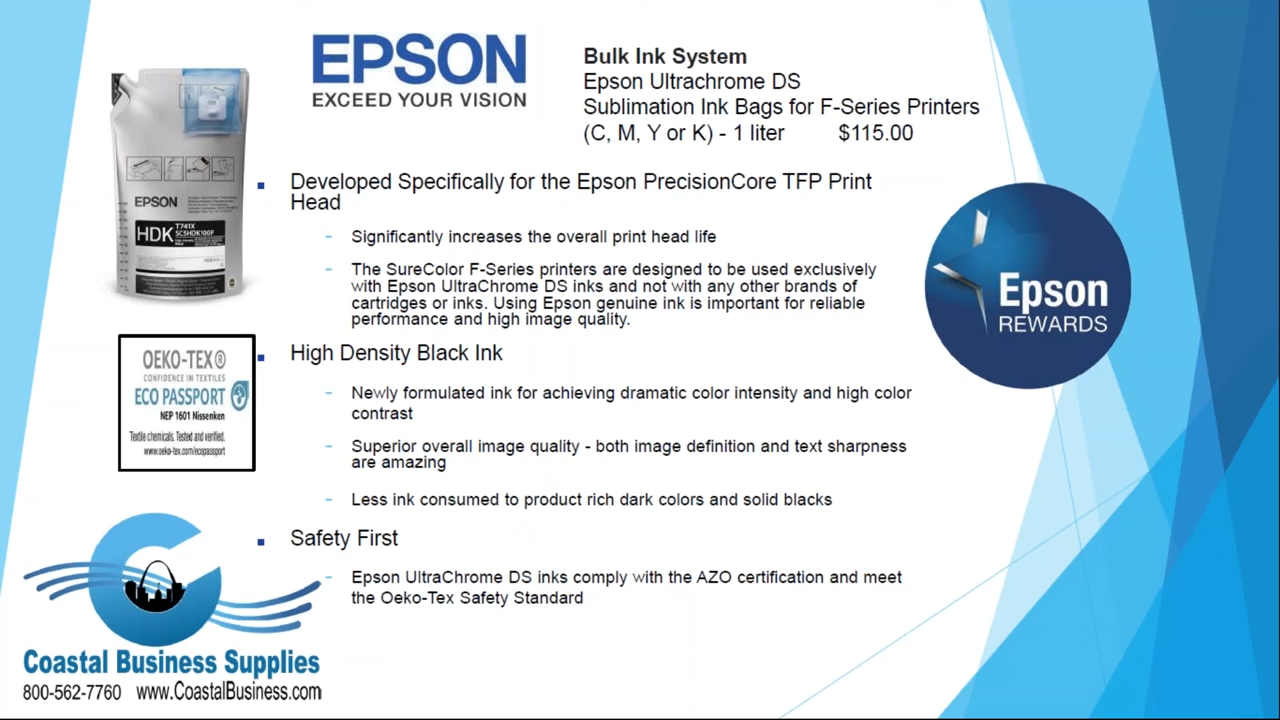 EPSON
EXCEED YOUR VISION
Bulk Ink System
Epson Ultrachrome DS
Sublimation Ink Bags for F-Series Printers
(C, M, Y or K) - 1 liter $115.00
EPSON
HDK T741X
SC5HDK100P
Developed Specifically for the Epson PrecisionCore TFP Print
Head
- Significantly increases the overall print head life
- The SureColor F-Series printers are designed to be used exclusively
with Epson UltraChrome DS inks and not with any other brands of
cartridges or inks. Using Epson genuine ink is important for reliable
performance and high image quality.
Epson
REWARDS
OEKO-TEX®
CONFIDENCE IN TEXTILES
ECO PASSPORT
NEP 1601 Nissenken
Textile chemicals. Tested and verified.
www.oeko-tex.com/ecopassport
High Density Black Ink
- Newly formulated ink for achieving dramatic color intensity and high color
contrast
- Superior overall image quality - both image definition and text sharpness
are amazing
- Less ink consumed to product rich dark colors and solid blacks
Safety First
- Epson UltraChrome DS inks comply with the AZO certification and meet
the Oeko-Tex Safety Standard
Coastal Business Supplies
800-562-7760 www.CoastalBusiness.com